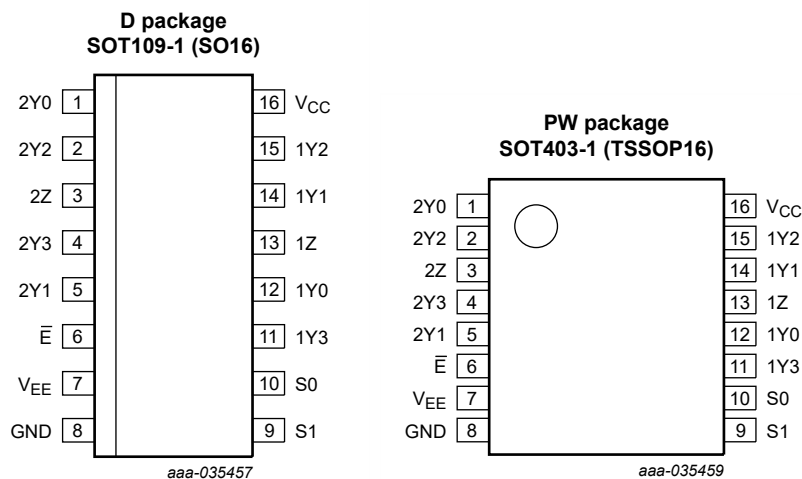 D package
SOT109-1 (SO16)
2Y0 1 16 VCC
2Y2 2 15 1Y2
2Z 3 14 1Y1
2Y3 4 13 1Z
2Y1 5 12 1Y0
E̅ 6 11 1Y3
VEE 7 10 S0
GND 8 9 S1
aaa-035457
PW package
SOT403-1 (TSSOP16)
2Y0 1 16 VCC
2Y2 2 15 1Y2
2Z 3 14 1Y1
2Y3 4 13 1Z
2Y1 5 12 1Y0
E̅ 6 11 1Y3
VEE 7 10 S0
GND 8 9 S1
aaa-035459